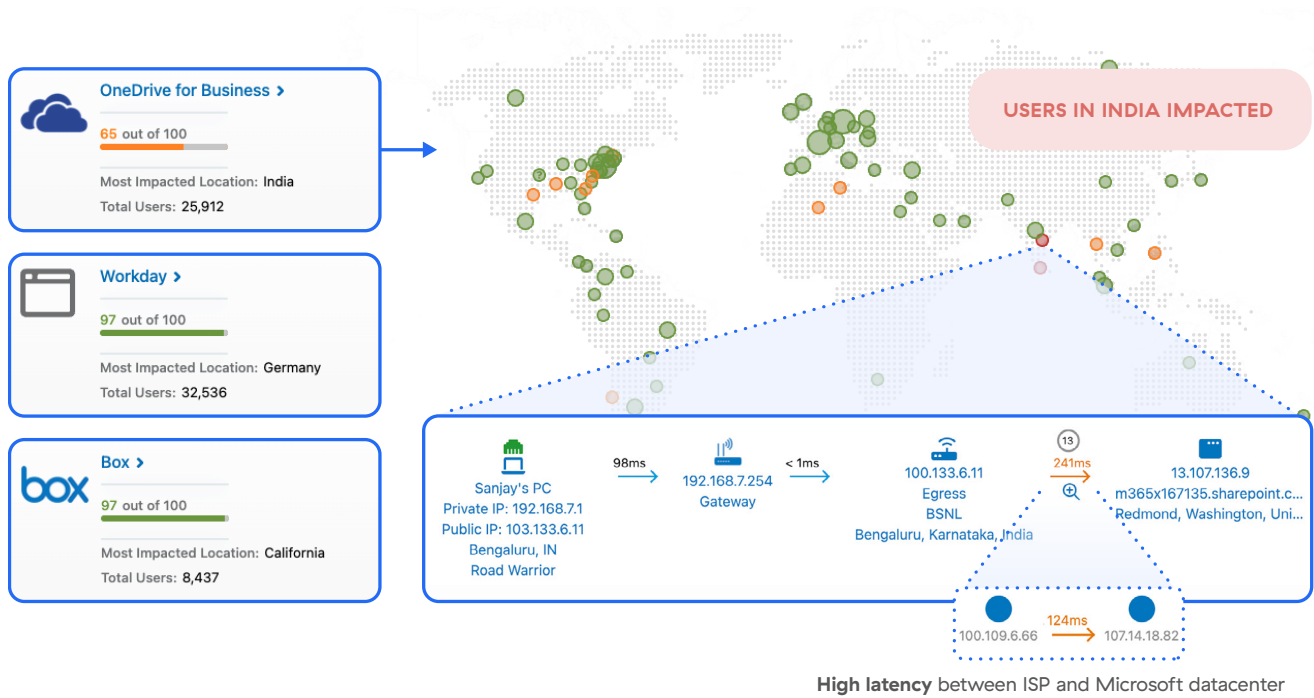 OneDrive for Business >
65 out of 100
Most Impacted Location: India
Total Users: 25,912
Workday >
97 out of 100
Most Impacted Location: Germany
Total Users: 32,536
box
Box >
97 out of 100
Most Impacted Location: California
Total Users: 8,437
USERS IN INDIA IMPACTED
?
Sanjay's PC
Private IP: 192.168.7.1
Public IP: 103.133.6.11
Bengaluru, IN
Road Warrior
98ms
192.168.7.254
Gateway
< 1ms
100.133.6.11
Egress
BSNL
Bengaluru, Karnataka, India
13
241ms
13.107.136.9
m365x167135.sharepoint.c...
Redmond, Washington, Uni...
100.109.6.66
124ms
107.14.18.82
High latency between ISP and Microsoft datacenter